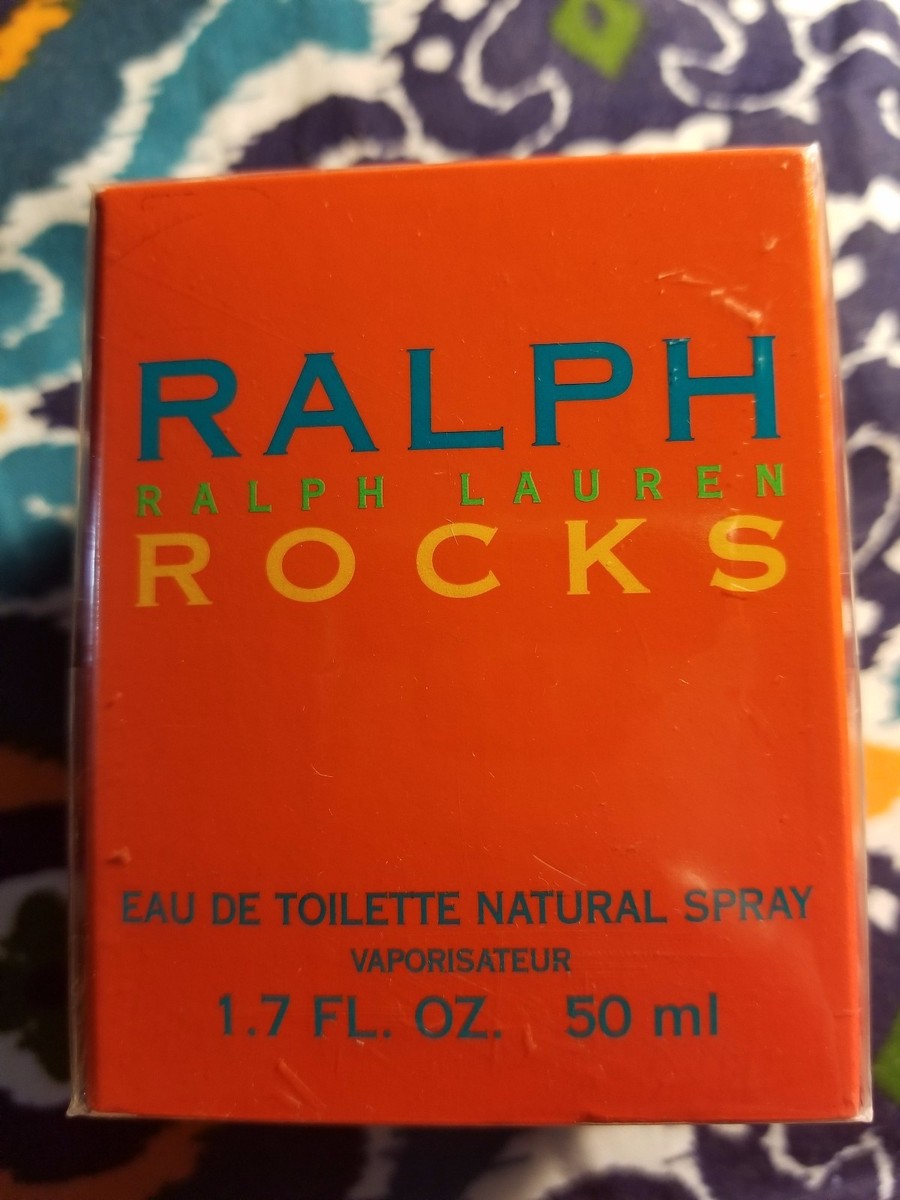 RALPH
RALPH LAUREN
ROCKS
EAU DE TOILETTE NATURAL SPRAY
VAPORISATEUR
1.7 FL. OZ. 50 ml